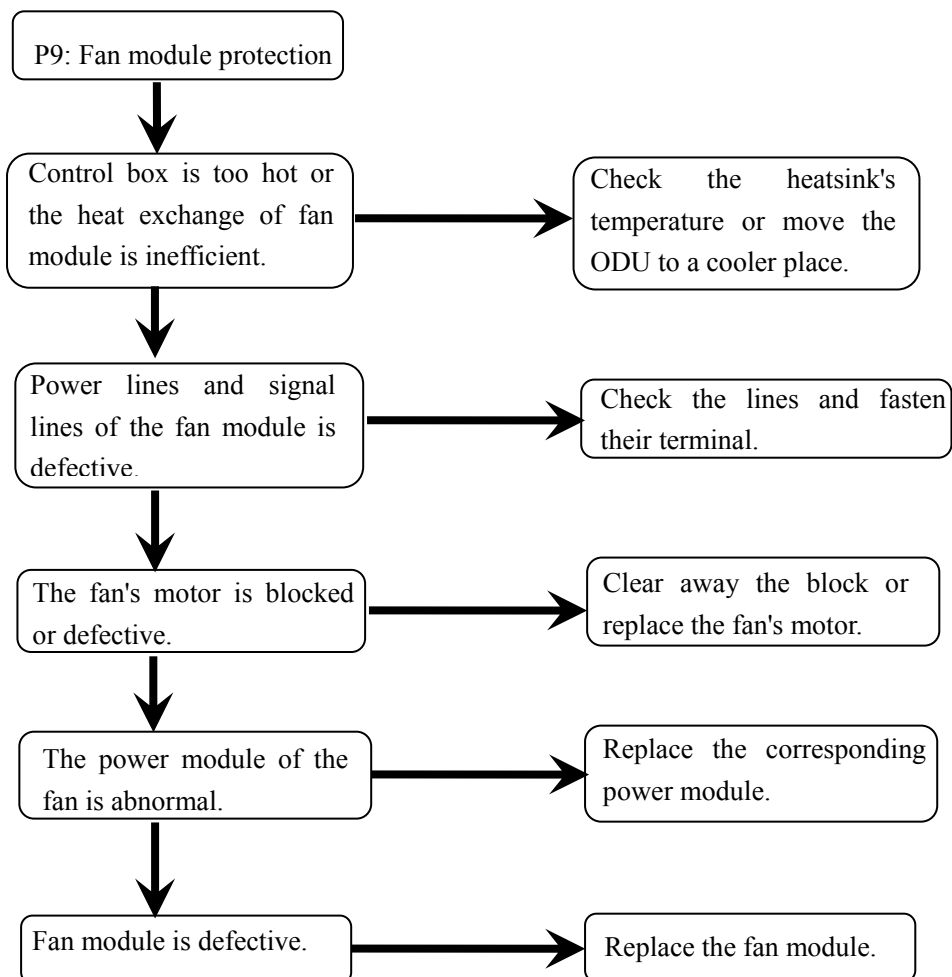 P9: Fan module protection
Control box is too hot or
the heat exchange of fan
module is inefficient.
Check the heatsink's
temperature or move the
ODU to a cooler place.
Power lines and signal
lines of the fan module is
defective.
Check the lines and fasten
their terminal.
The fan's motor is blocked
or defective.
Clear away the block or
replace the fan's motor.
The power module of the
fan is abnormal.
Replace the corresponding
power module.
Fan module is defective.
Replace the fan module.